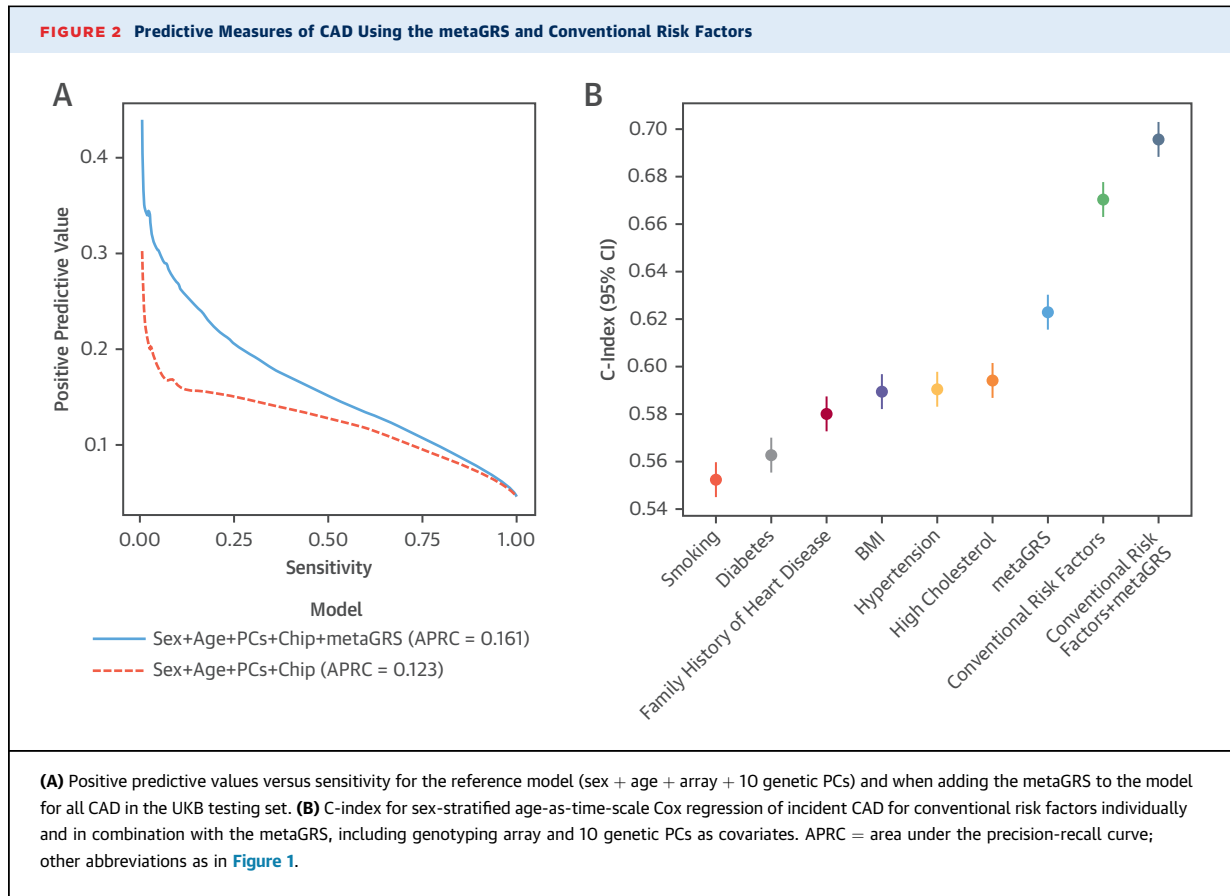 FIGURE 2 Predictive Measures of CAD Using the metaGRS and Conventional Risk Factors
A
Positive Predictive Value
0.4
0.3
0.2
0.1
0.00
0.25
0.50
0.75
1.00
Sensitivity
Model
Sex+Age+PCs+Chip+metaGRS (APRC = 0.161)
Sex+Age+PCs+Chip (APRC = 0.123)
B
C-Index (95% CI)
0.70
0.68
0.66
0.64
0.62
0.60
0.58
0.56
0.54
Smoking
Diabetes
Family History of Heart Disease
BMI
Hypertension
High Cholesterol
metaGRS
Conventional Risk Factors
Conventional Risk
Factors+metaGRS
(A) Positive predictive values versus sensitivity for the reference model (sex + age + array + 10 genetic PCs) and when adding the metaGRS to the model
for all CAD in the UKB testing set. (B) C-index for sex-stratified age-as-time-scale Cox regression of incident CAD for conventional risk factors individually
and in combination with the metaGRS, including genotyping array and 10 genetic PCs as covariates. APRC = area under the precision-recall curve;
other abbreviations as in Figure 1.